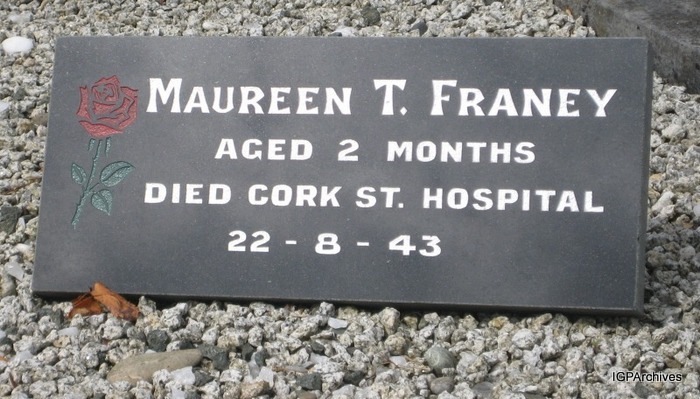 MAUREEN T. FRANEY
AGED 2 MONTHS
DIED CORK ST. HOSPITAL
22 - 8 - 43
IGPArchives